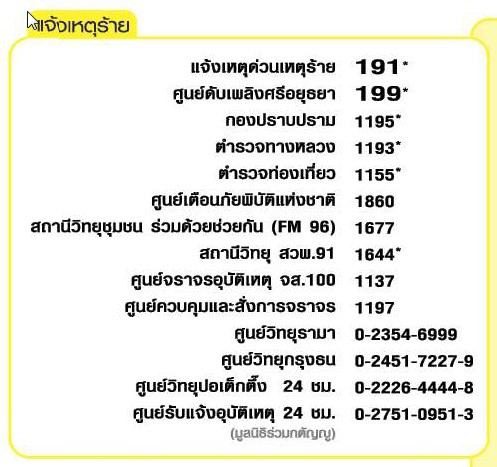 แจ้งเหตุร้าย
แจ้งเหตุด่วนเหตุร้าย 191*
ศูนย์ดับเพลิงศรีอยุธยา 199*
กองปราบปราม 1195*
ตำรวจทางหลวง 1193*
ตำรวจท่องเที่ยว 1155*
ศูนย์เตือนภัยพิบัติแห่งชาติ 1860
สถานีวิทยุชุมชน ร่วมด้วยช่วยกัน (FM 96) 1677
สถานีวิทยุ สวพ.91 1644*
ศูนย์จราจรอุบัติเหตุ จส.100 1137
ศูนย์ควบคุมและสั่งการจราจร 1197
ศูนย์วิทยุรามา 0-2354-6999
ศูนย์วิทยุกรุงธน 0-2451-7227-9
ศูนย์วิทยุปอเต็กตึ๊ง 24 ชม. 0-2226-4444-8
ศูนย์รับแจ้งอุบัติเหตุ 24 ชม. 0-2751-0951-3
(มูลนิธิร่วมกตัญญู)